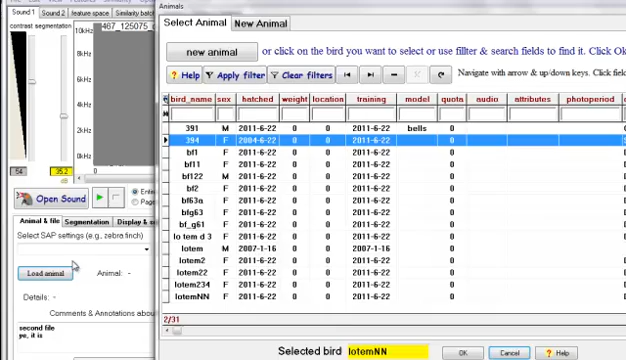 Animals
Sound 1 Sound 2 feature space Similarity batch
Select Animal New Animal
contrast segmentation
467_125075
10kHz
8kHz
6kHz
4kHz
2kHz
0kHz
0
54 35.2
new animal
or click on the bird you want to select or use fillter & search fields to find it. Click Ok
Help Apply filter Clear filters
Navigate with arrow & up/down keys. Click fiel
bird_name sex hatched weight location training model quota audio attributes photoperiod
391 M 2011-6-22 0 0 2011-6-22 bells 0
394 F 2004-6-22 0 0 2011-6-22 0
bf1 F 2011-6-22 0 0 2011-6-22 0
bf11 F 2011-6-22 0 0 2011-6-22 0
bf122 M 2011-6-22 0 0 2011-6-22 0
bf2 F 2011-6-22 0 0 2011-6-22 0
bf63a F 2011-6-22 0 0 2011-6-22 0
bfg63 F 2011-6-22 0 0 2011-6-22 0
bf_g61 F 2011-6-22 0 0 2011-6-22 0
lo tem d 3 F 2011-6-22 0 0 2011-6-22 0
lotem M 2007-1-16 0 0 2007-1-16 0
lotem2 F 2011-6-22 0 0 2011-6-22 0
lotem22 F 2011-6-22 0 0 2011-6-22 0
lotem234 F 2011-6-22 0 0 2011-6-22 0
lotemNN F 2011-6-22 0 0 2011-6-22 0
2/31
Selected bird lotemNN
OK Cancel Help
Open Sound
Animal & file Segmentation
Select SAP settings (e.g., zebra finch)
Load animal Animal: -
Details: -
Comments & Annotations about
second file
ye, it is